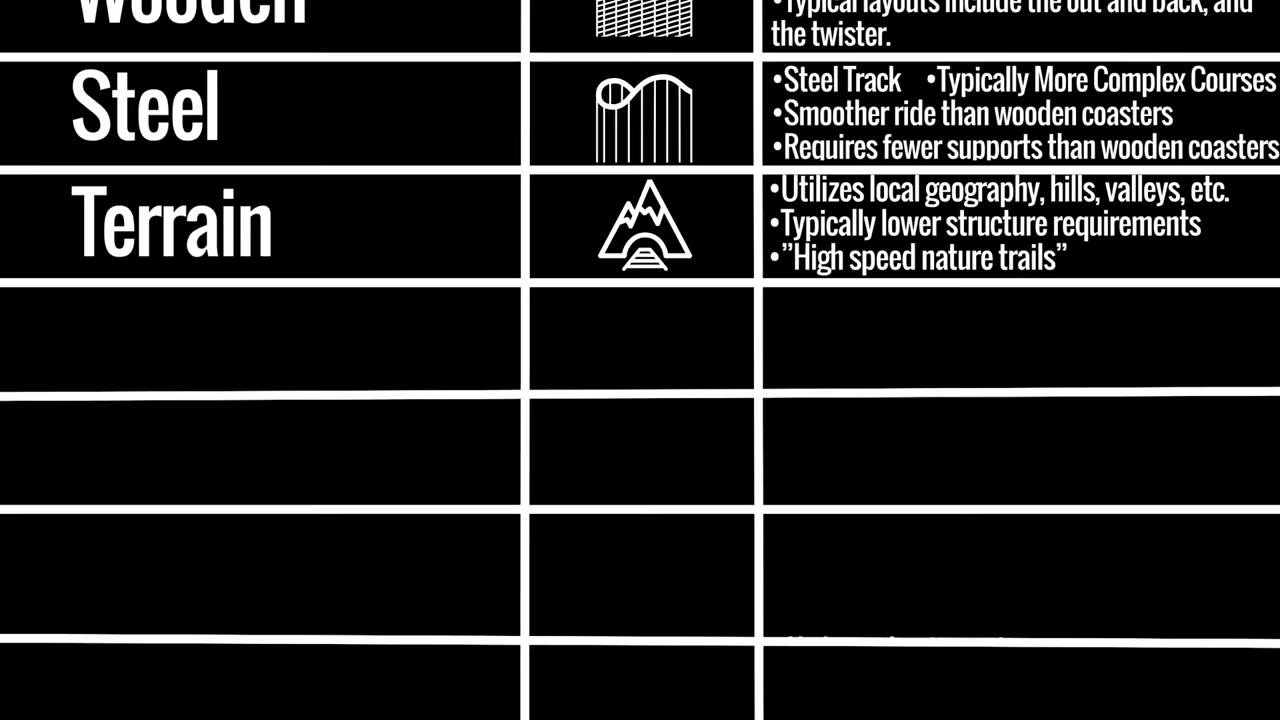 Wooden
•Typical layouts include the out and back, and
the twister.
Steel
•Steel Track •Typically More Complex Courses
•Smoother ride than wooden coasters
•Requires fewer supports than wooden coasters
Terrain
•Utilizes local geography, hills, valleys, etc.
•Typically lower structure requirements
•”High speed nature trails”